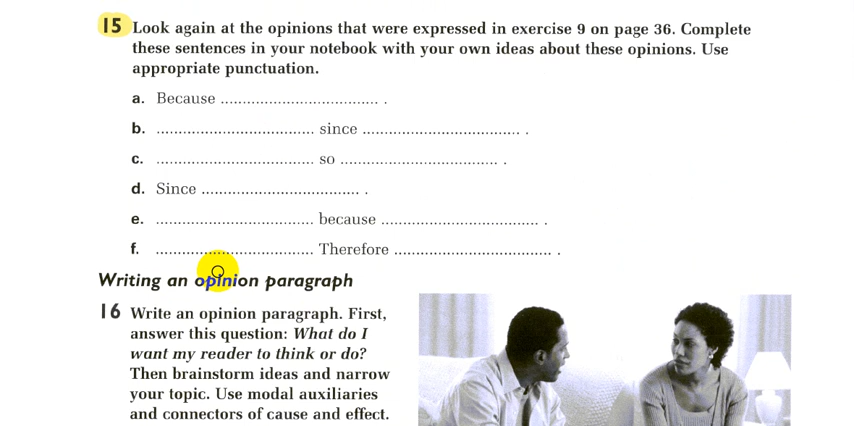 15 Look again at the opinions that were expressed in exercise 9 on page 36. Complete
these sentences in your notebook with your own ideas about these opinions. Use
appropriate punctuation.
a. Because .................................... .
b. .................................... since .................................... .
c. .................................... so .................................... .
d. Since .................................... .
e. .................................... because .................................... .
f. .................................... Therefore .................................... .
Writing an opinion paragraph
16 Write an opinion paragraph. First,
answer this question: What do I
want my reader to think or do?
Then brainstorm ideas and narrow
your topic. Use modal auxiliaries
and connectors of cause and effect.